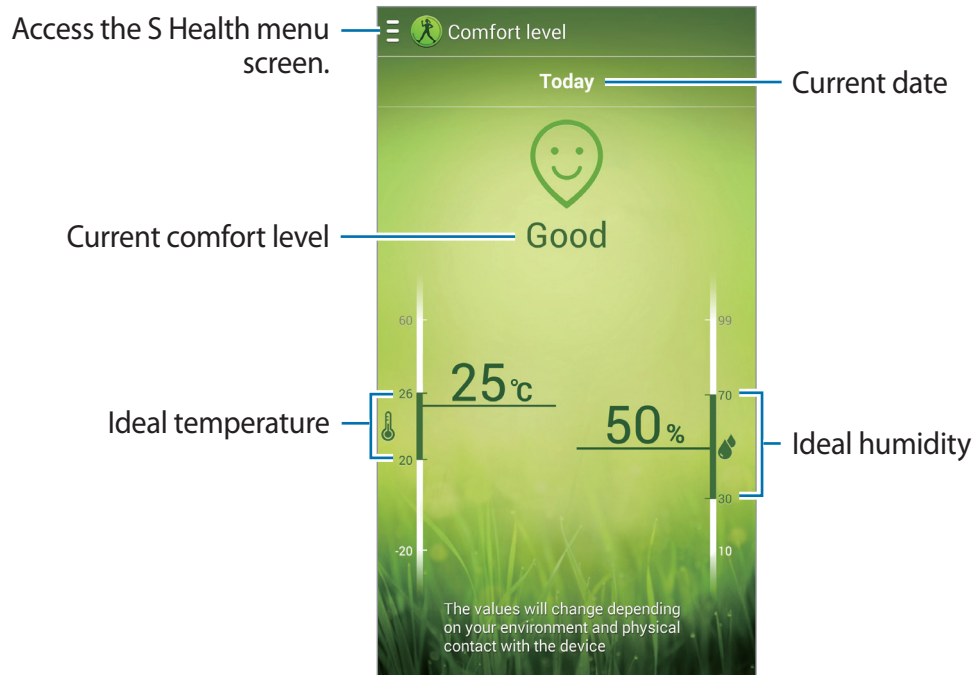 Access the S Health menu
screen.
Comfort level
Today
Current date
Current comfort level
Good
60
99
25℃
26
70
Ideal temperature
50%
Ideal humidity
20
30
-20
10
The values will change depending
on your environment and physical
contact with the device